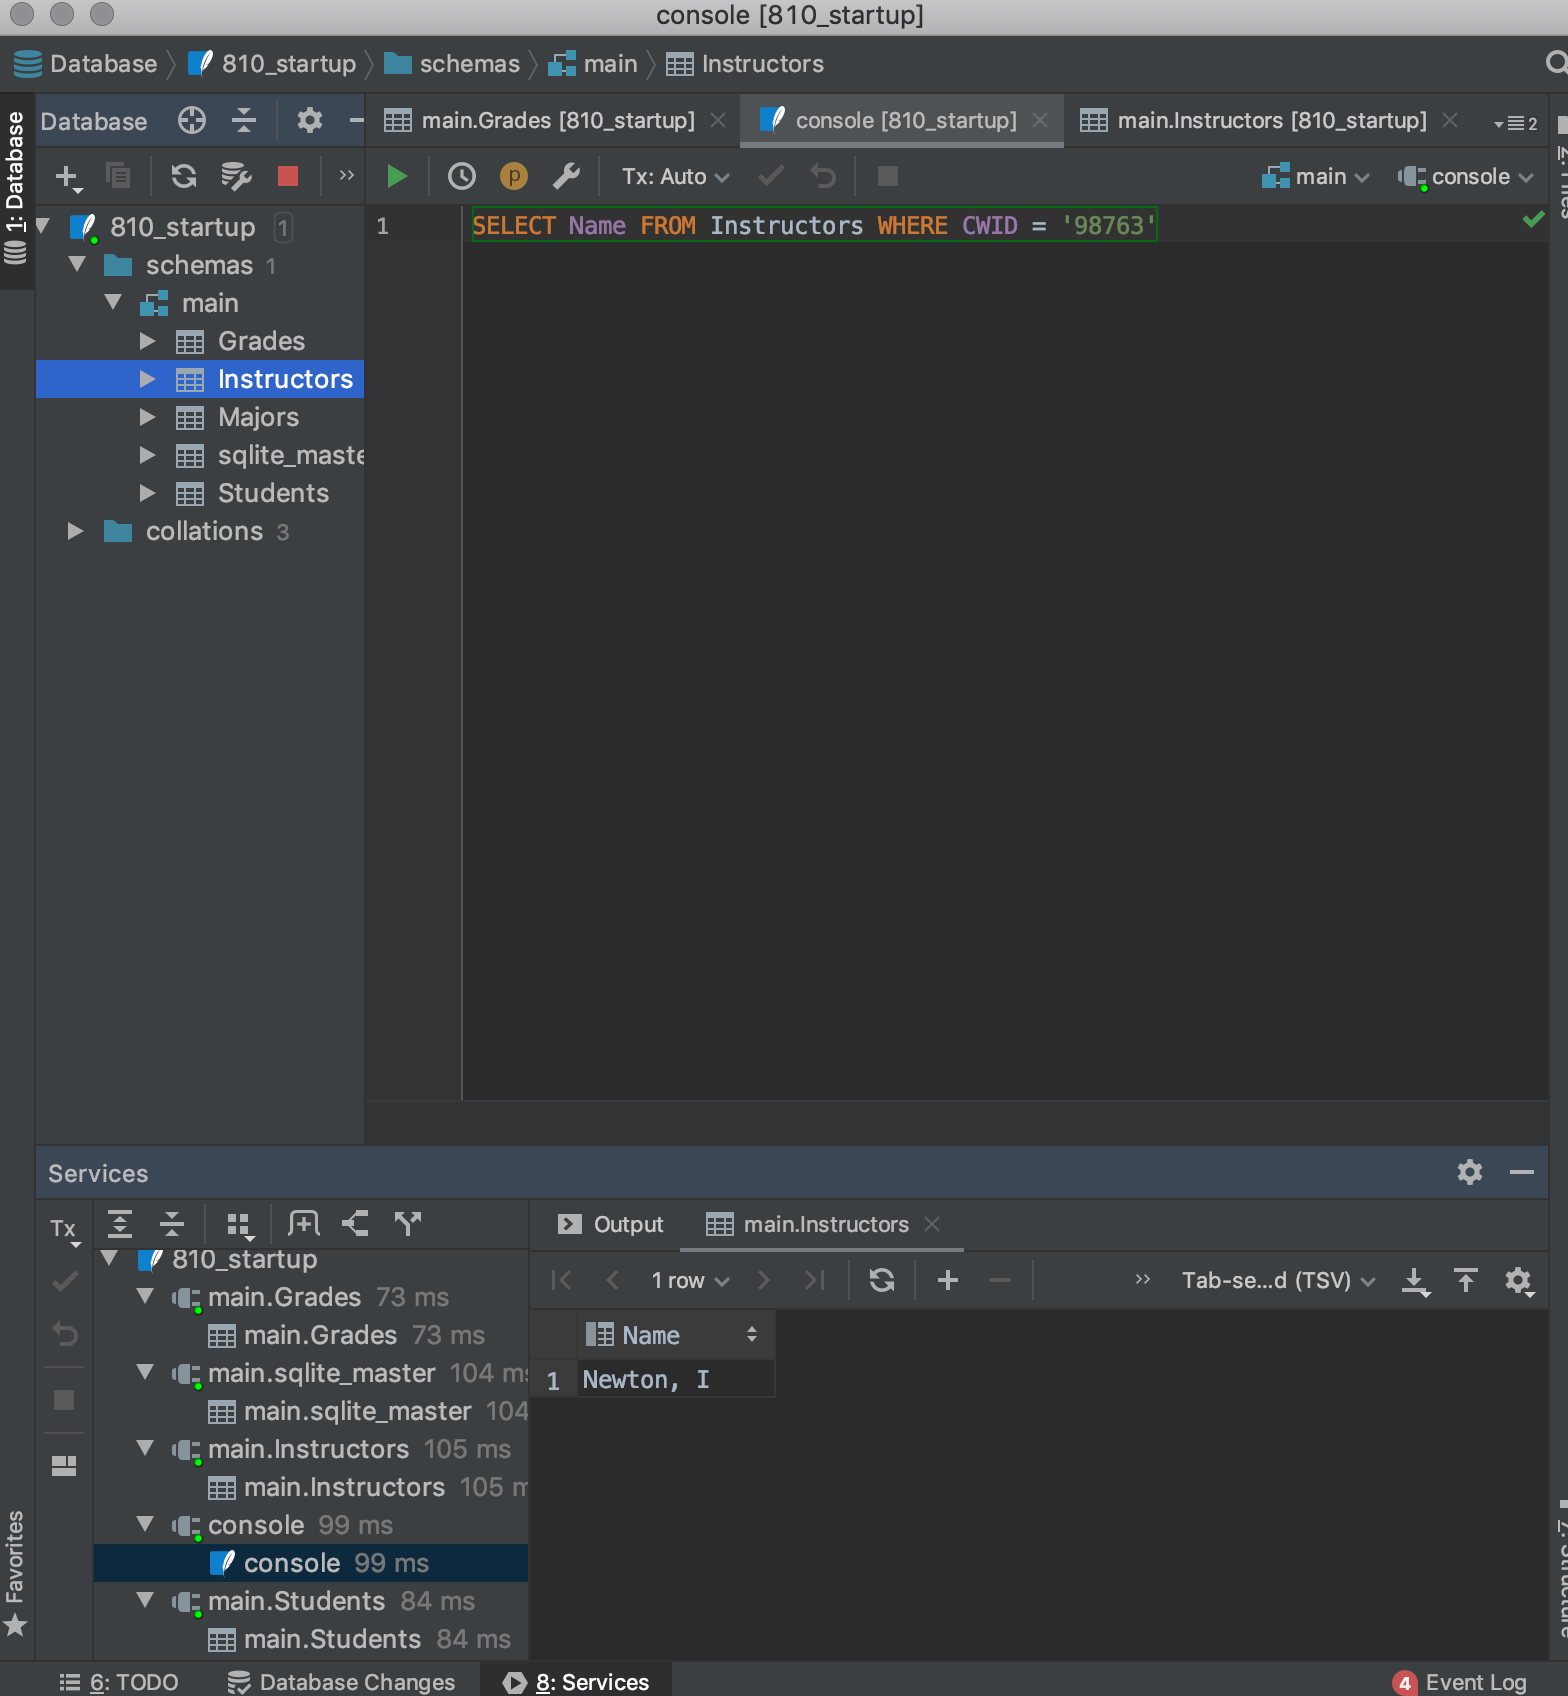 console [810_startup]
Database 810_startup schemas main Instructors
1: Database
Database
main.Grades [810_startup] console [810_startup] main.Instructors [810_startup] 2
p Tx: Auto main console
810_startup 1
schemas 1
main
Grades
Instructors
Majors
sqlite_maste
Students
collations 3
1 SELECT Name FROM Instructors WHERE CWID = '98763'
Services
Tx
Output main.Instructors
1 row Tab-se...d (TSV)
810_startup
main.Grades 73 ms
main.Grades 73 ms
main.sqlite_master 104 ms
main.sqlite_master 104
main.Instructors 105 ms
main.Instructors 105 m
console 99 ms
console 99 ms
main.Students 84 ms
main.Students 84 ms
Name
1 Newton, I
Favorites
6: TODO Database Changes 8: Services 4 Event Log